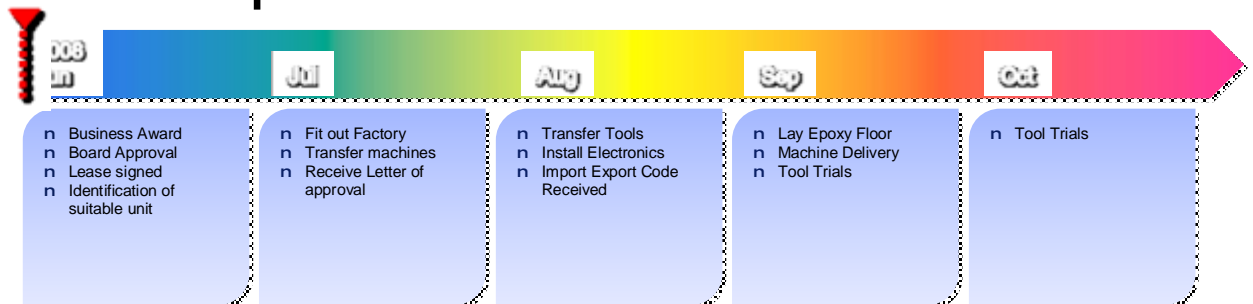 008
un
Jul
Aug
Sep
Oct
n Business Award
n Board Approval
n Lease signed
n Identification of
suitable unit
n Fit out Factory
n Transfer machines
n Receive Letter of
approval
n Transfer Tools
n Install Electronics
n Import Export Code
Received
n Lay Epoxy Floor
n Machine Delivery
n Tool Trials
n Tool Trials